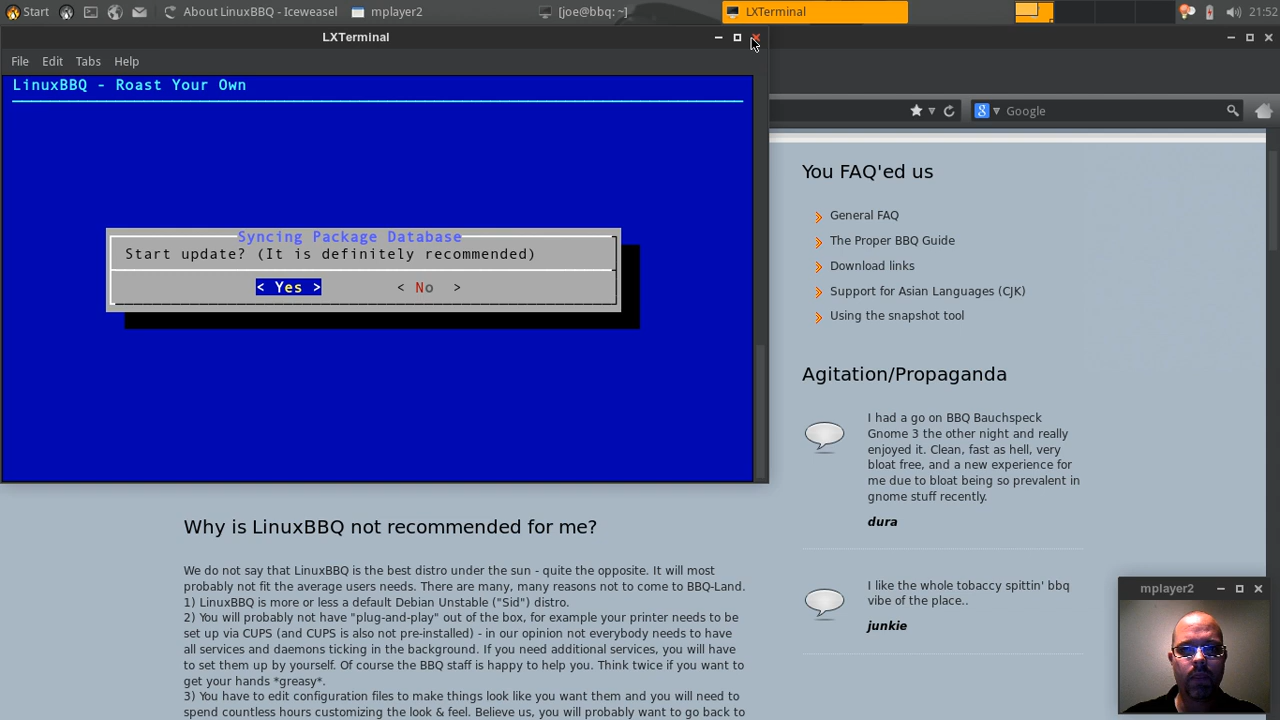 Start
About LinuxBBQ - Iceweasel
mplayer2
[joe@bbq: ~]
LXTerminal
21:52
LXTerminal
File Edit Tabs Help
LinuxBBQ - Roast Your Own
Syncing Package Database
Start update? (It is definitely recommended)
< Yes > < No >
Google
You FAQ'ed us
General FAQ
The Proper BBQ Guide
Download links
Support for Asian Languages (CJK)
Using the snapshot tool
Agitation/Propaganda
I had a go on BBQ Bauchspeck
Gnome 3 the other night and really
enjoyed it. Clean, fast as hell, very
bloat free, and a new experience for
me due to bloat being so prevalent in
gnome stuff recently.
dura
I like the whole tobaccy spittin' bbq
vibe of the place..
junkie
Why is LinuxBBQ not recommended for me?
We do not say that LinuxBBQ is the best distro under the sun - quite the opposite. It will most
probably not fit the average users needs. There are many, many reasons not to come to BBQ-Land.
1) LinuxBBQ is more or less a default Debian Unstable ("Sid") distro.
2) You will probably not have "plug-and-play" out of the box, for example your printer needs to be
set up via CUPS (and CUPS is also not pre-installed) - in our opinion not everybody needs to have
all services and daemons ticking in the background. If you need additional services, you will have
to set them up by yourself. Of course the BBQ staff is happy to help you. Think twice if you want to
get your hands *greasy*.
3) You have to edit configuration files to make things look like you want them and you will need to
spend countless hours customizing the look & feel. Believe us, you will probably want to go back to
mplayer2